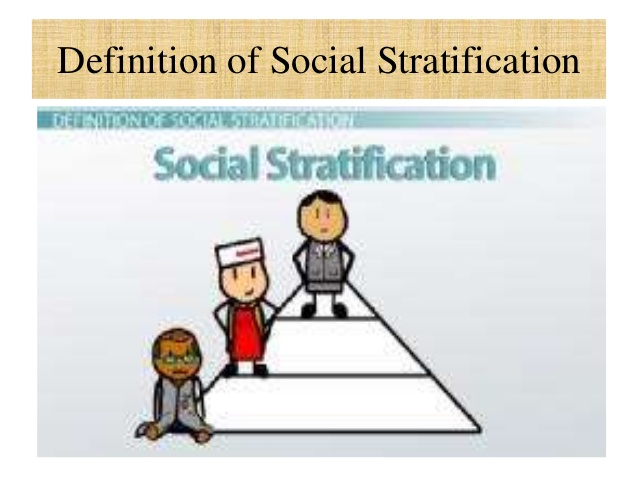 Definition of Social Stratification
DEFINITION OF SOCIAL STRATIFICATION
Social Stratification